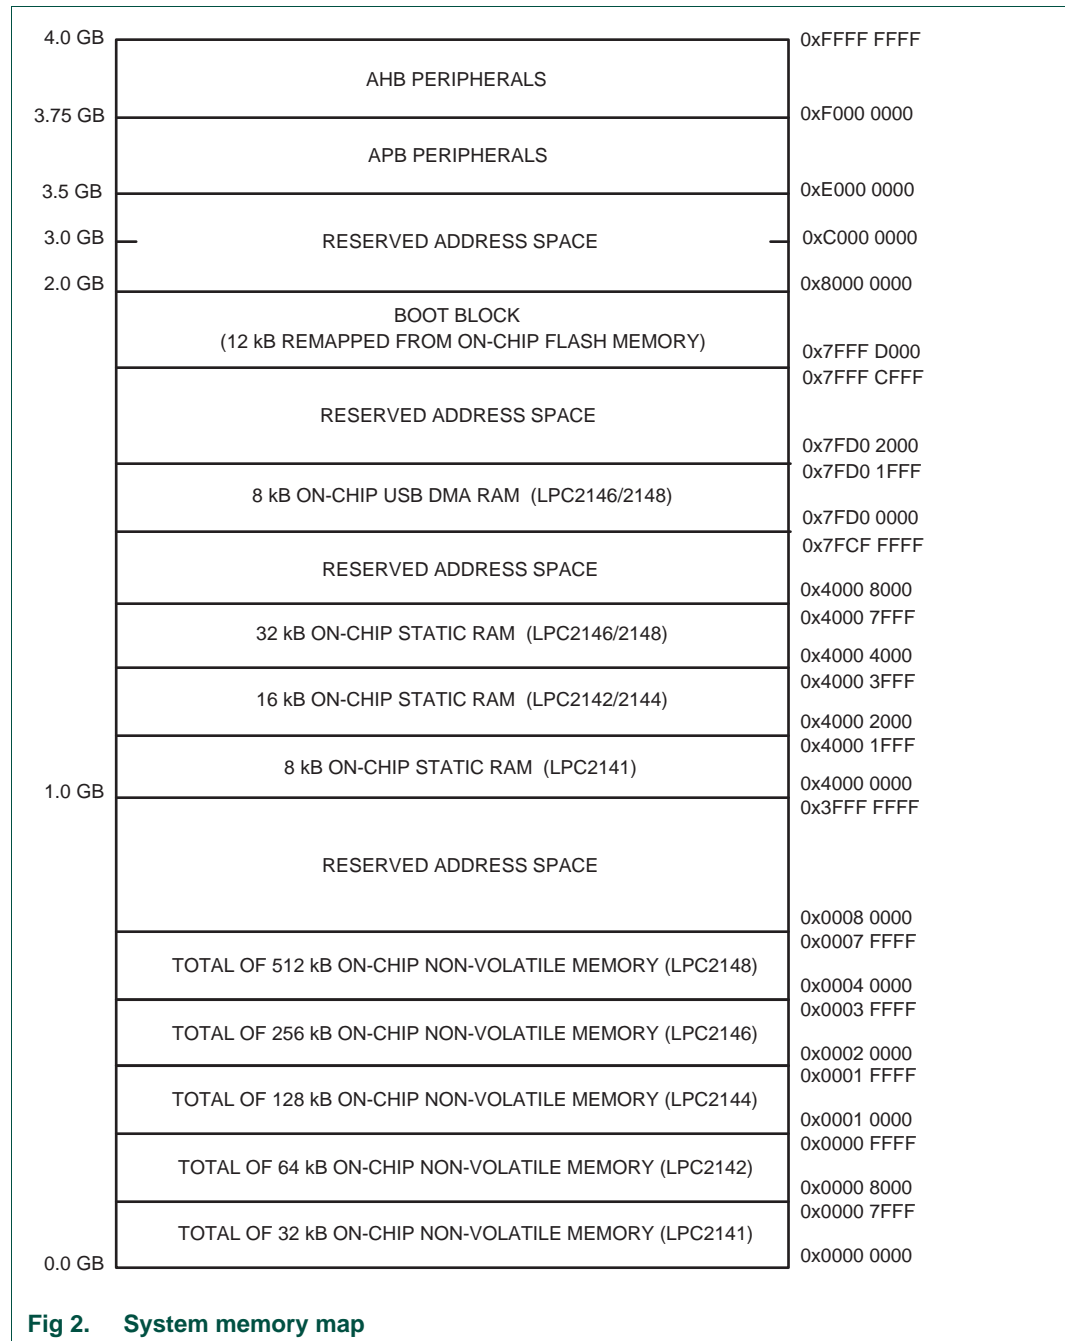 4.0 GB 0xFFFF FFFF
AHB PERIPHERALS
3.75 GB 0xF000 0000
APB PERIPHERALS
3.5 GB 0xE000 0000
3.0 GB RESERVED ADDRESS SPACE 0xC000 0000
2.0 GB 0x8000 0000
BOOT BLOCK
(12 kB REMAPPED FROM ON-CHIP FLASH MEMORY)
0x7FFF D000
0x7FFF CFFF
RESERVED ADDRESS SPACE
0x7FD0 2000
0x7FD0 1FFF
8 kB ON-CHIP USB DMA RAM (LPC2146/2148)
0x7FD0 0000
0x7FCF FFFF
RESERVED ADDRESS SPACE
0x4000 8000
0x4000 7FFF
32 kB ON-CHIP STATIC RAM (LPC2146/2148)
0x4000 4000
0x4000 3FFF
16 kB ON-CHIP STATIC RAM (LPC2142/2144)
0x4000 2000
0x4000 1FFF
8 kB ON-CHIP STATIC RAM (LPC2141)
0x4000 0000
1.0 GB
0x3FFF FFFF
RESERVED ADDRESS SPACE
0x0008 0000
0x0007 FFFF
TOTAL OF 512 kB ON-CHIP NON-VOLATILE MEMORY (LPC2148)
0x0004 0000
0x0003 FFFF
TOTAL OF 256 kB ON-CHIP NON-VOLATILE MEMORY (LPC2146)
0x0002 0000
0x0001 FFFF
TOTAL OF 128 kB ON-CHIP NON-VOLATILE MEMORY (LPC2144)
0x0001 0000
0x0000 FFFF
TOTAL OF 64 kB ON-CHIP NON-VOLATILE MEMORY (LPC2142)
0x0000 8000
0x0000 7FFF
TOTAL OF 32 kB ON-CHIP NON-VOLATILE MEMORY (LPC2141)
0.0 GB 0x0000 0000
Fig 2. System memory map